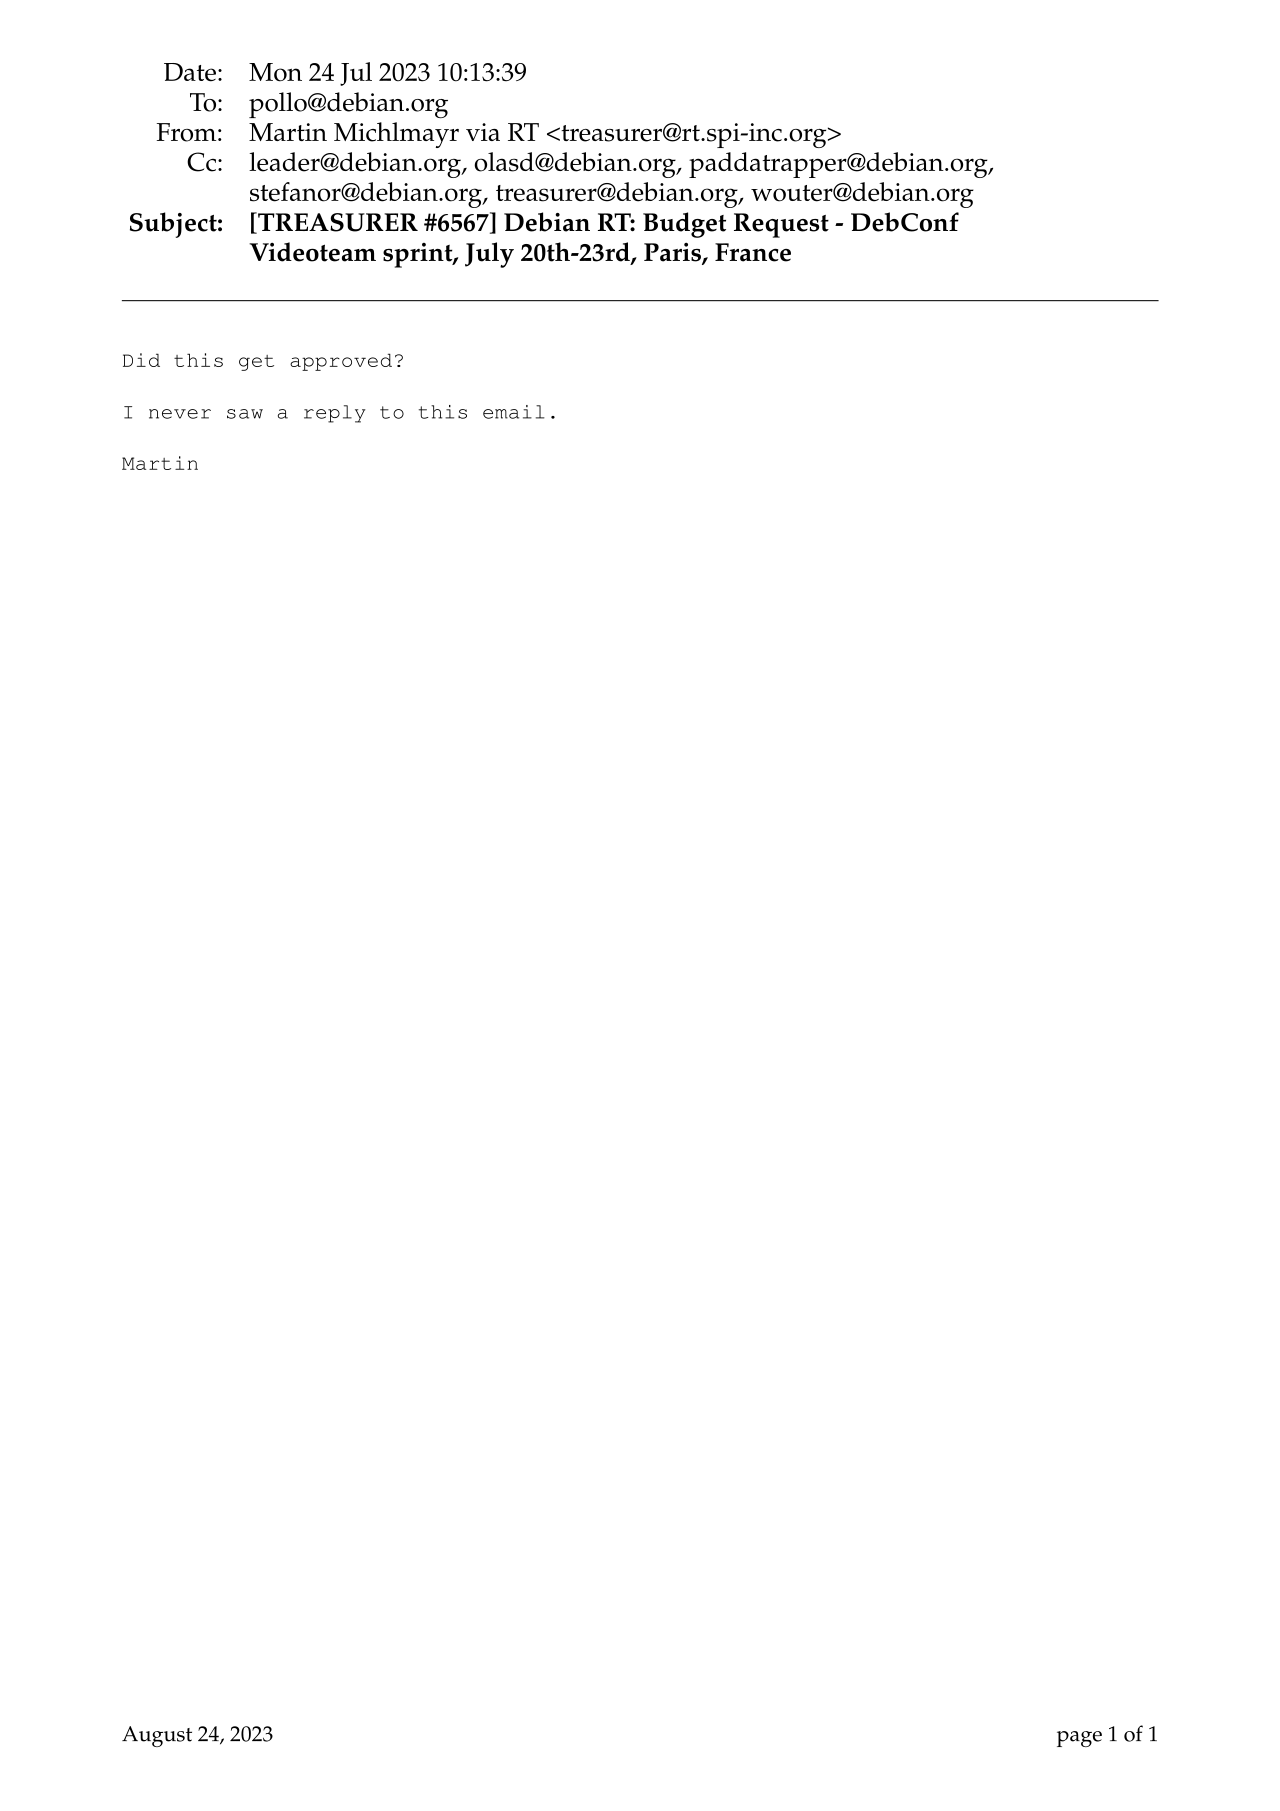 Date: Mon 24 Jul 2023 10:13:39
To: pollo@debian.org
From: Martin Michlmayr via RT <treasurer@rt.spi-inc.org>
Cc: leader@debian.org, olasd@debian.org, paddatrapper@debian.org,
stefanor@debian.org, treasurer@debian.org, wouter@debian.org
Subject: [TREASURER #6567] Debian RT: Budget Request - DebConf
Videoteam sprint, July 20th-23rd, Paris, France
Did this get approved?
I never saw a reply to this email.
Martin
August 24, 2023 page 1 of 1